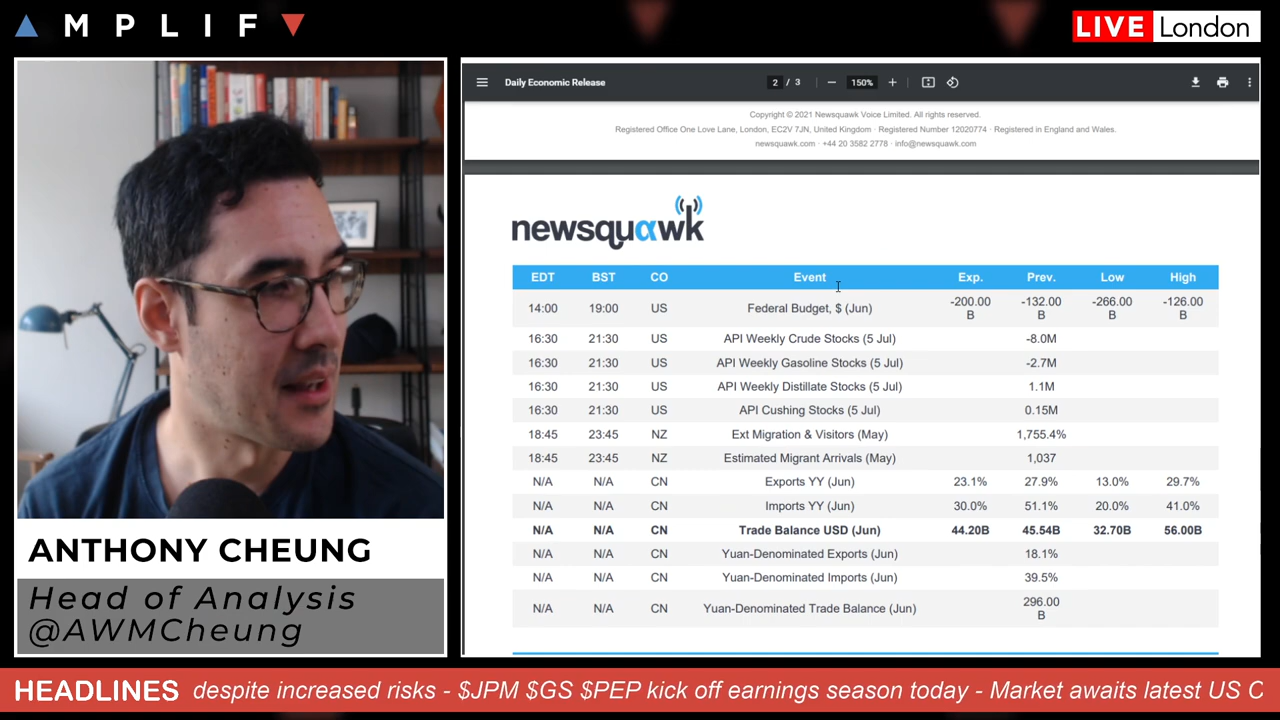 AMPLIFY
LIVE London
Daily Economic Release
2 / 3
150%
Copyright © 2021 Newsquawk Voice Limited. All rights reserved.
Registered Office One Love Lane, London, EC2V 7JN, United Kingdom · Registered Number 12020774 · Registered in England and Wales.
newsquawk.com · +44 20 3582 2778 · info@newsquawk.com
newsquawk
EDT BST CO Event Exp. Prev. Low High
14:00 19:00 US Federal Budget, $ (Jun) -200.00 B -132.00 B -266.00 B -126.00 B
16:30 21:30 US API Weekly Crude Stocks (5 Jul) -8.0M
16:30 21:30 US API Weekly Gasoline Stocks (5 Jul) -2.7M
16:30 21:30 US API Weekly Distillate Stocks (5 Jul) 1.1M
16:30 21:30 US API Cushing Stocks (5 Jul) 0.15M
18:45 23:45 NZ Ext Migration & Visitors (May) 1,755.4%
18:45 23:45 NZ Estimated Migrant Arrivals (May) 1,037
N/A N/A CN Exports YY (Jun) 23.1% 27.9% 13.0% 29.7%
N/A N/A CN Imports YY (Jun) 30.0% 51.1% 20.0% 41.0%
N/A N/A CN Trade Balance USD (Jun) 44.20B 45.54B 32.70B 56.00B
N/A N/A CN Yuan-Denominated Exports (Jun) 18.1%
N/A N/A CN Yuan-Denominated Imports (Jun) 39.5%
N/A N/A CN Yuan-Denominated Trade Balance (Jun) 296.00 B
ANTHONY CHEUNG
Head of Analysis
@AWMCheung
HEADLINES despite increased risks - $JPM $GS $PEP kick off earnings season today - Market awaits latest US C